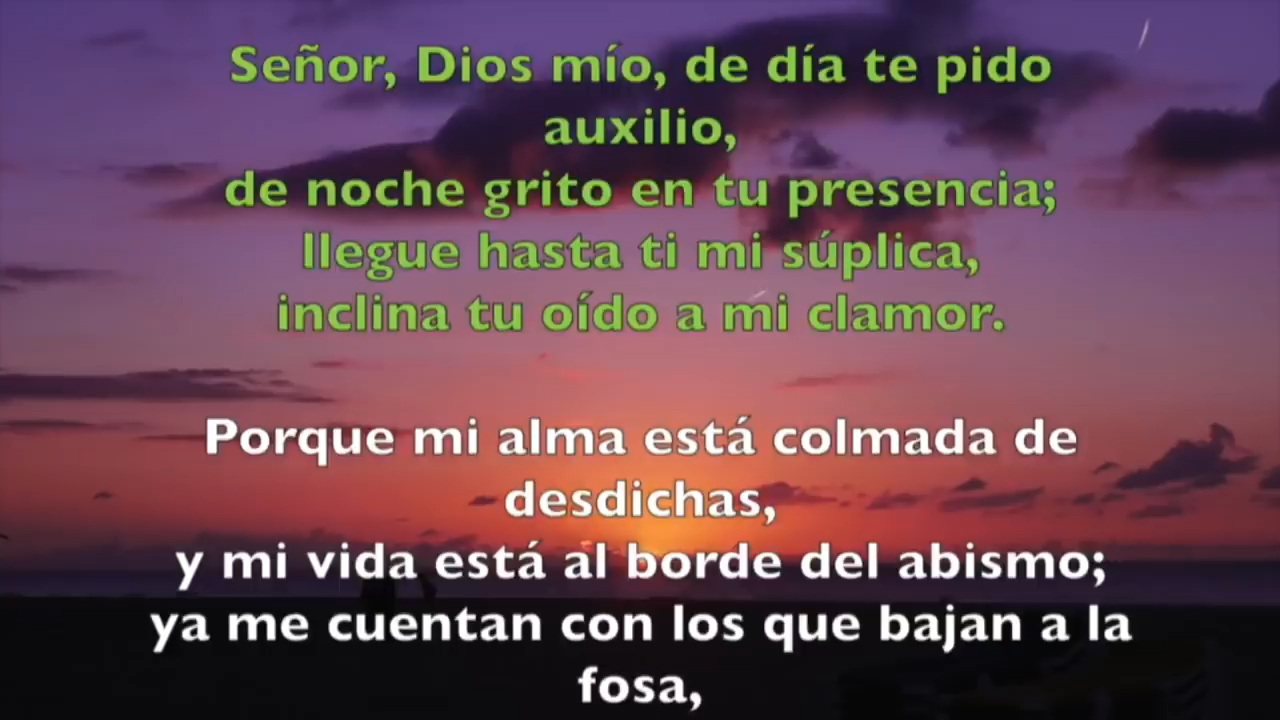 Señor, Dios mío, de día te pido
auxilio,
de noche grito en tu presencia;
llegue hasta ti mi súplica,
inclina tu oído a mi clamor.
Porque mi alma está colmada de
desdichas,
y mi vida está al borde del abismo;
ya me cuentan con los que bajan a la
fosa,